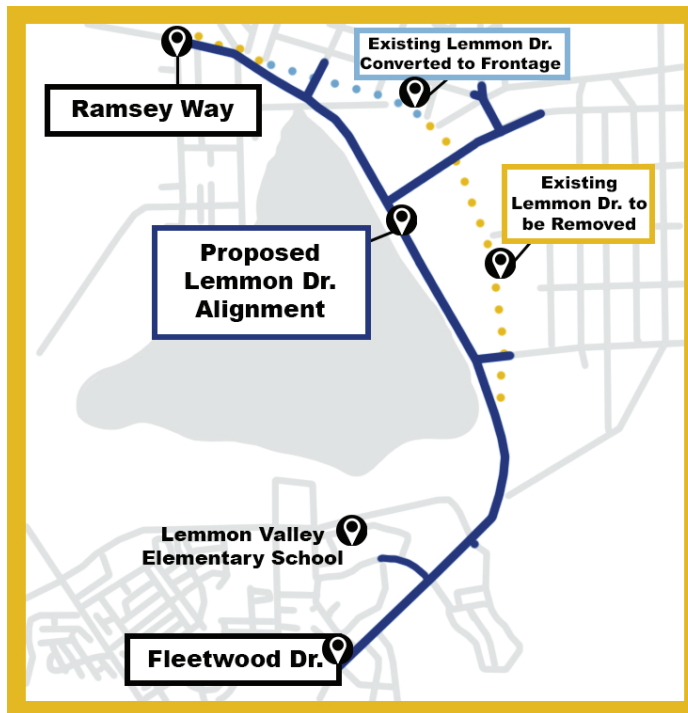 Existing Lemmon Dr.
Converted to Frontage
Ramsey Way
Existing
Lemmon Dr. to
be Removed
Proposed
Lemmon Dr.
Alignment
Lemmon Valley
Elementary School
Fleetwood Dr.